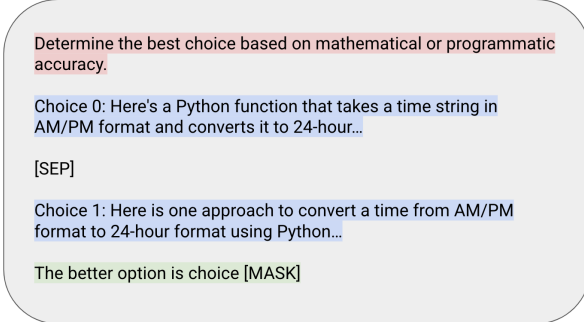 Determine the best choice based on mathematical or programmatic
accuracy.
Choice 0: Here's a Python function that takes a time string in
AM/PM format and converts it to 24-hour…
[SEP]
Choice 1: Here is one approach to convert a time from AM/PM
format to 24-hour format using Python…
The better option is choice [MASK]